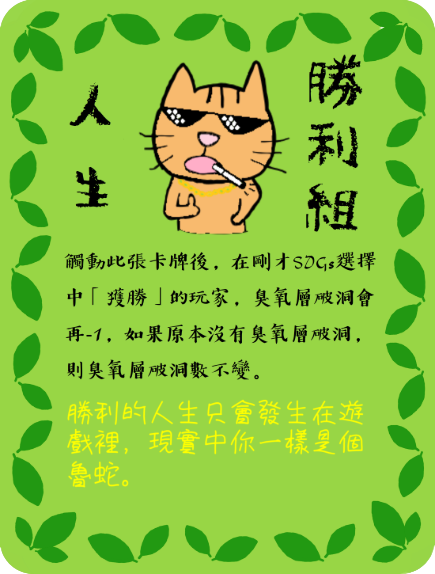 人生
勝利組
觸動此張卡牌後，在剛才SDGs選擇
中「獲勝」的玩家，臭氧層破洞會
再-1，如果原本沒有臭氧層破洞，
則臭氧層破洞數不變。
勝利的人生只會發生在遊
戲裡，現實中你一樣是個
魯蛇。